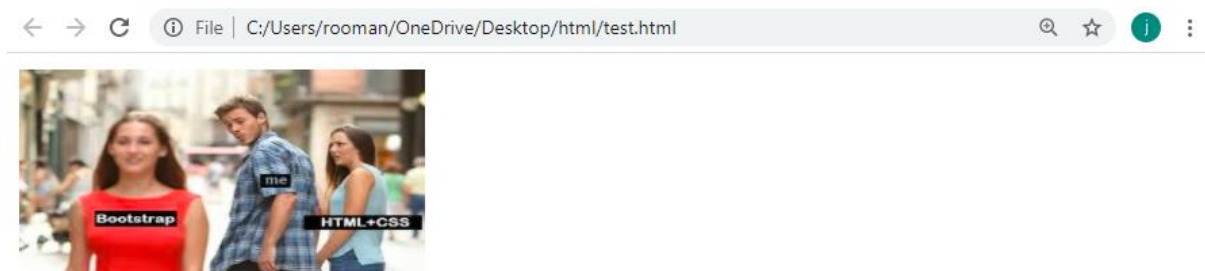 File | C:/Users/rooman/OneDrive/Desktop/html/test.html j
me
Bootstrap
HTML+CSS